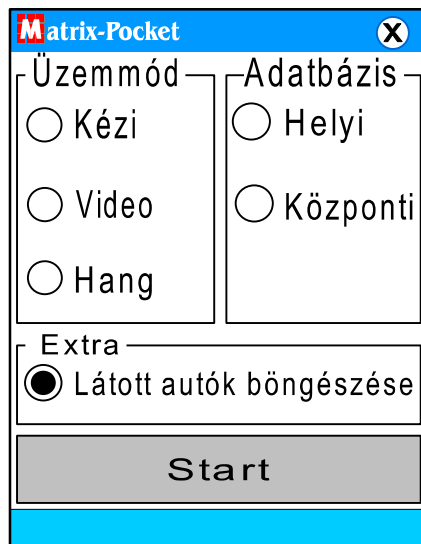 Matrix-Pocket X
Üzemmód
Kézi
Video
Hang
Adatbázis
Helyi
Központi
Extra
Látott autók böngészése
Start